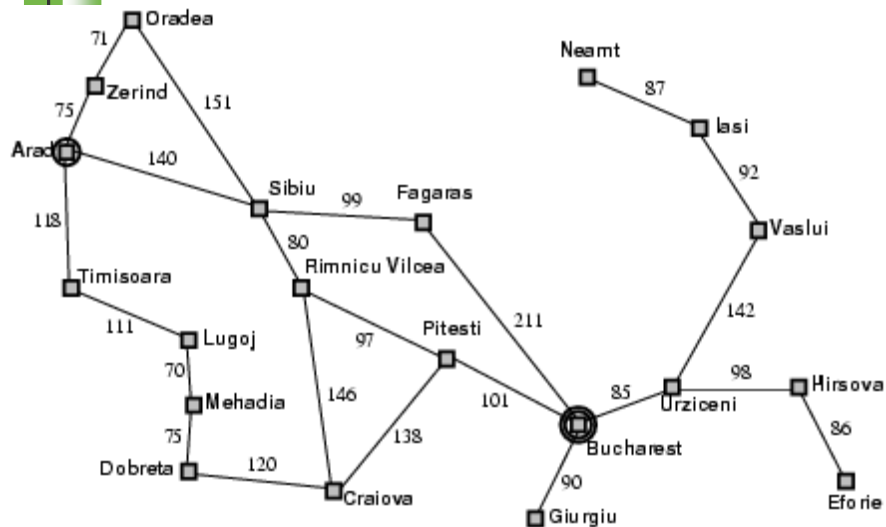 Oradea
71
Neamt
Zerind
87
151
75
Iasi
Arad
140
92
Sibiu
Fagaras
99
118
Vaslui
80
Timisoara
Rimnicu Vilcea
142
111
211
Lugoj
97
Pitesti
70
98
Hirsova
85
Mehadia
146
101
Urziceni
86
75
138
Bucharest
120
Dobreta
90
Craiova
Eforie
Giurgiu